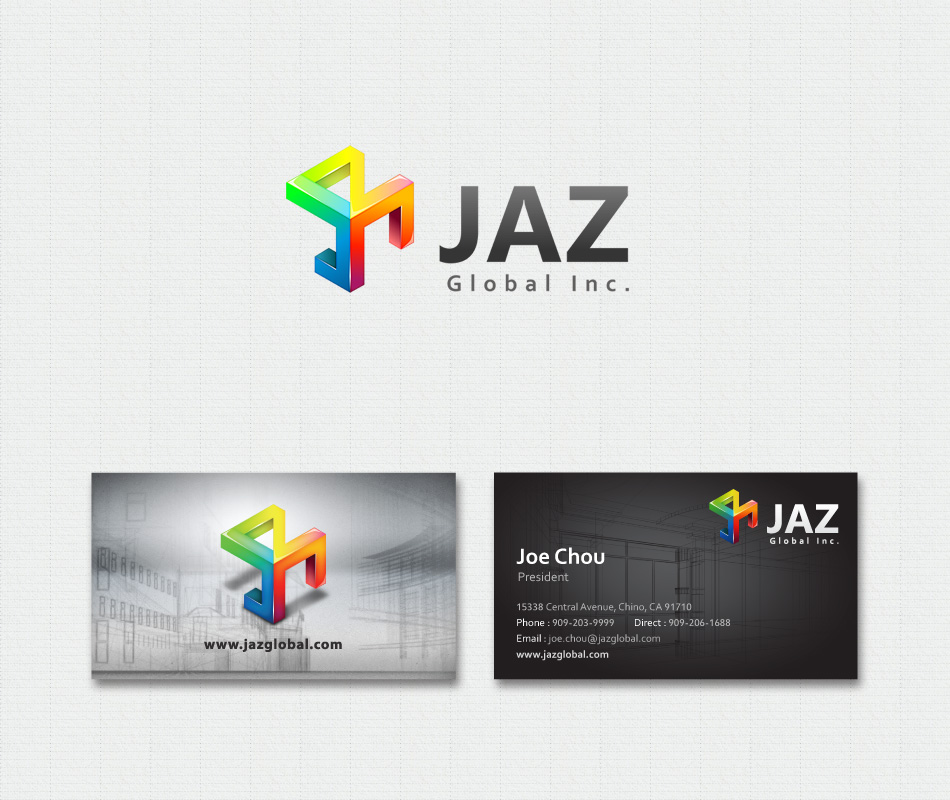 JAZ
Global Inc.
www.jazglobal.com
JAZ
Global Inc.
Joe Chou
President
15338 Central Avenue, Chino, CA 91710
Phone : 909-203-9999 Direct : 909-206-1688
Email : joe.chou@jazglobal.com
www.jazglobal.com